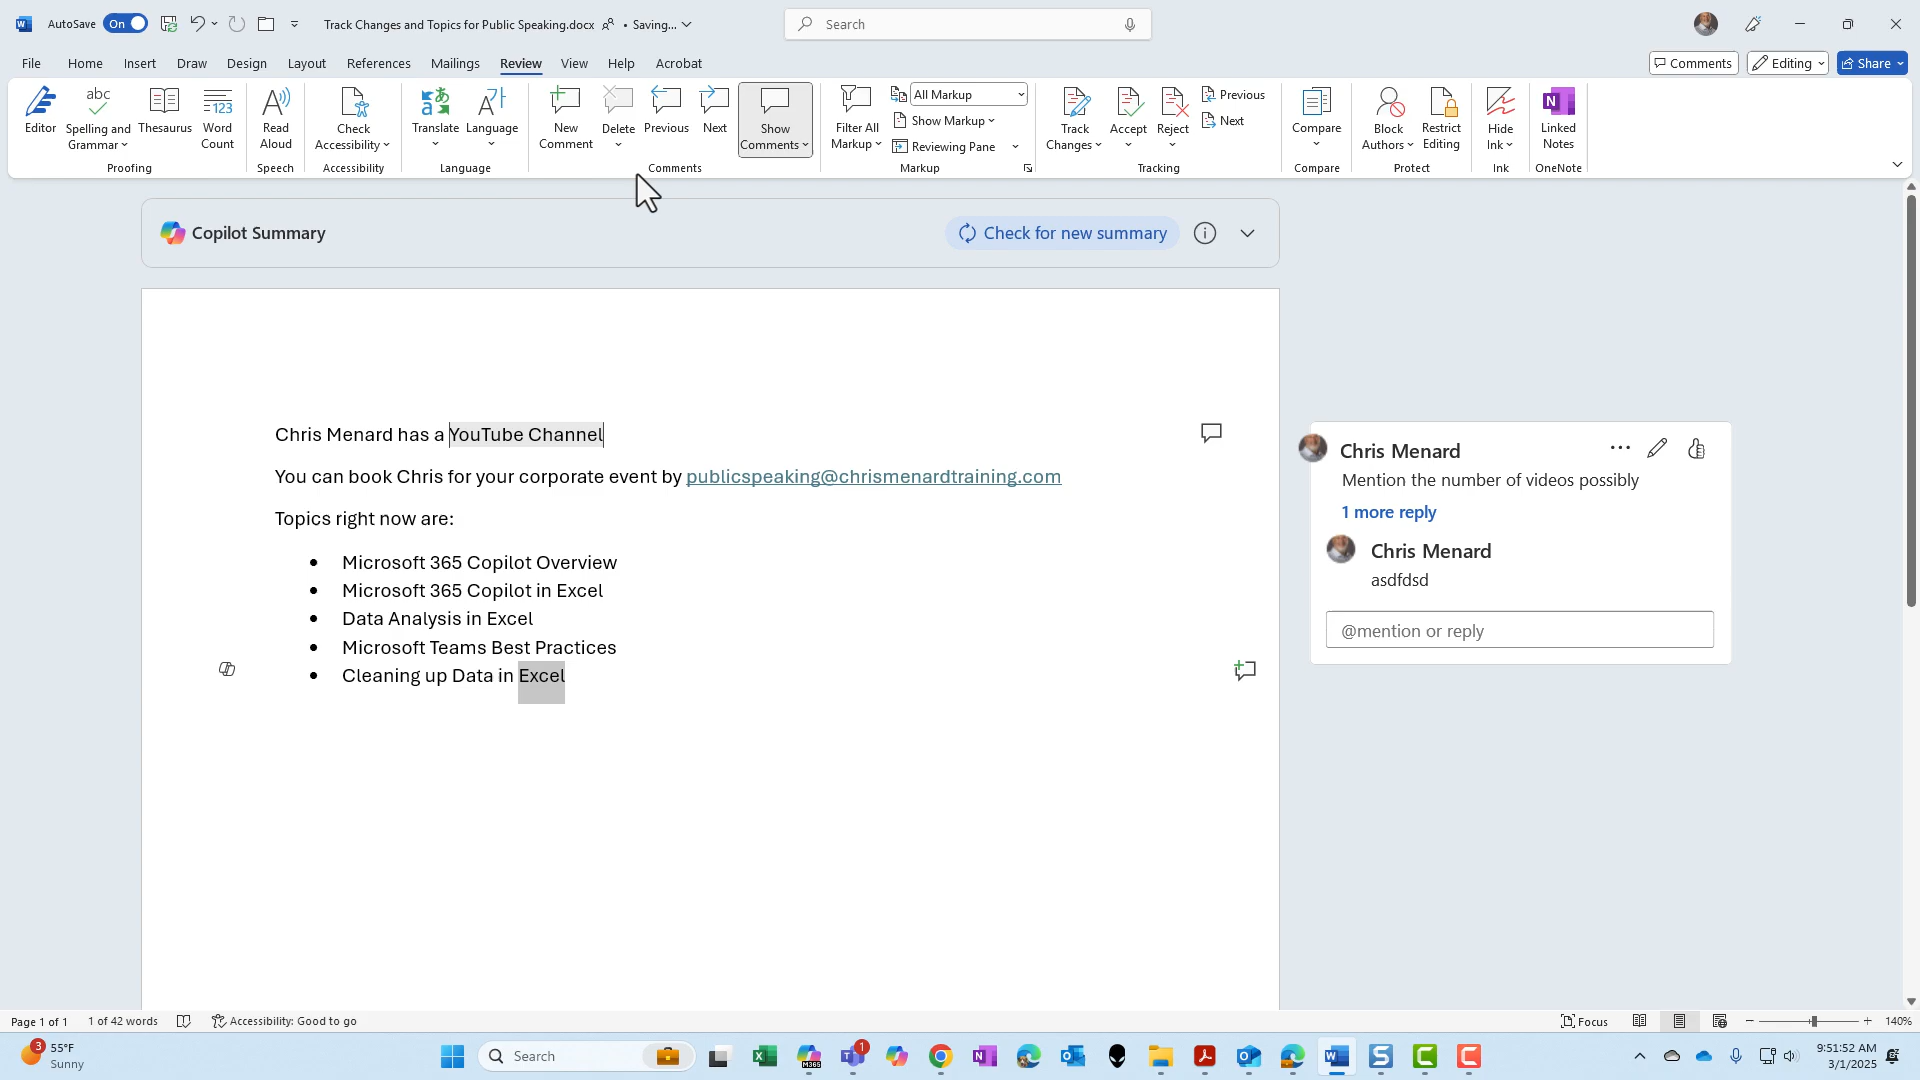 AutoSave On Track Changes and Topics for Public Speaking.docx • Saving... Search
File Home Insert Draw Design Layout References Mailings Review View Help Acrobat Comments Editing Share
Editor
Spelling and Grammar
Thesaurus
Word Count
Proofing
Read Aloud
Speech
Check Accessibility
Accessibility
Translate
Language
Language
New Comment
Delete
Previous
Next
Show Comments
Comments
Filter All Markup
All Markup
Show Markup
Reviewing Pane
Markup
Track Changes
Accept
Reject
Previous
Next
Tracking
Compare
Compare
Block Authors
Restrict Editing
Protect
Hide Ink
Ink
Linked Notes
OneNote
Copilot Summary Check for new summary
Chris Menard has a YouTube Channel
You can book Chris for your corporate event by publicspeaking@chrismenardtraining.com
Topics right now are:
• Microsoft 365 Copilot Overview
• Microsoft 365 Copilot in Excel
• Data Analysis in Excel
• Microsoft Teams Best Practices
• Cleaning up Data in Excel
Chris Menard
Mention the number of videos possibly
1 more reply
Chris Menard
asdfdsd
@mention or reply
Page 1 of 1 1 of 42 words Accessibility: Good to go Focus 140%
3 55°F
Sunny
Search
M365
1
9:51:52 AM
3/1/2025